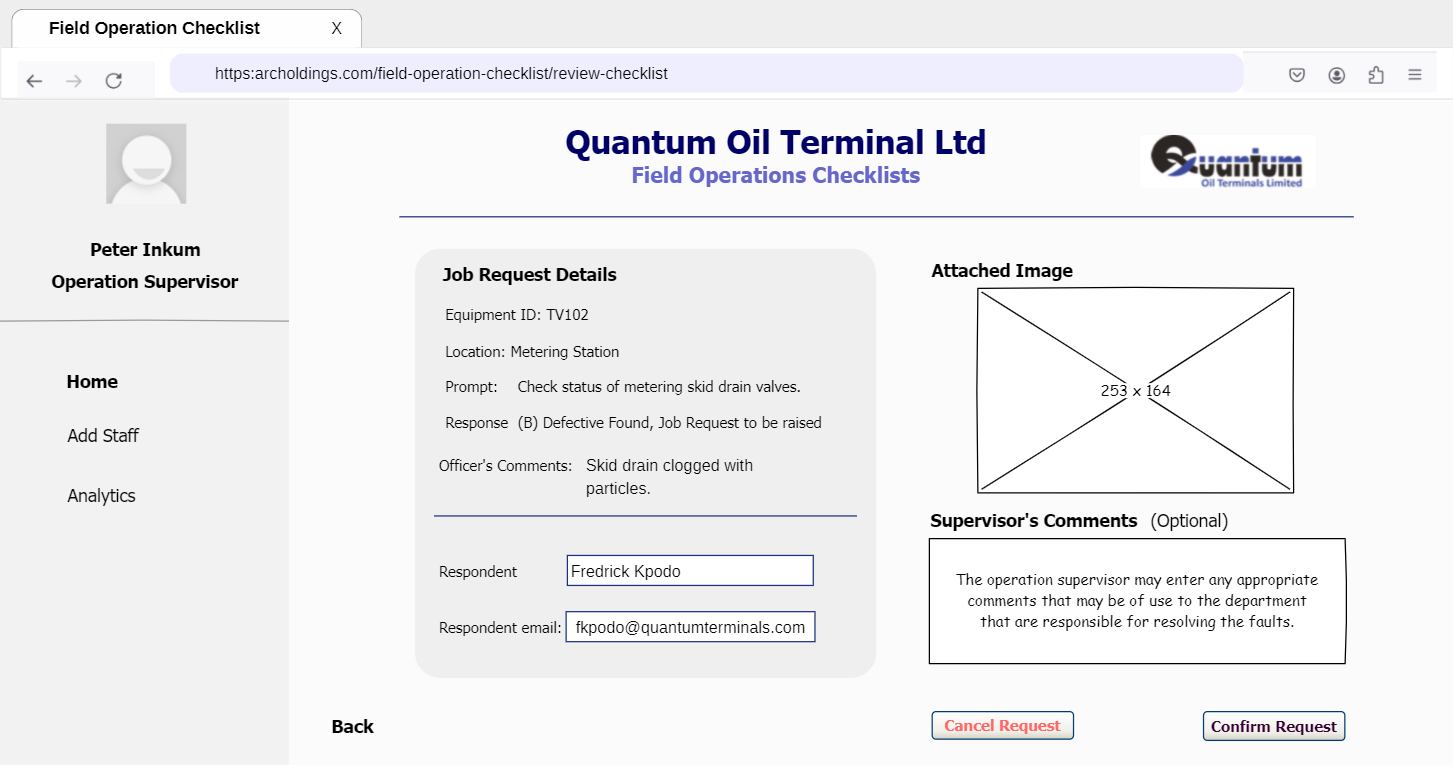 Field Operation Checklist X
https:archoldings.com/field-operation-checklist/review-checklist
Peter Inkum
Operation Supervisor
Home
Add Staff
Analytics
Quantum Oil Terminal Ltd
Field Operations Checklists
Quantum
Oil Terminals Limited
Job Request Details
Equipment ID: TV102
Location: Metering Station
Prompt: Check status of metering skid drain valves.
Response (B) Defective Found, Job Request to be raised
Officer's Comments: Skid drain clogged with
particles.
Respondent Fredrick Kpodo
Respondent email: fkpodo@quantumterminals.com
Attached Image
253 x 164
Supervisor's Comments (Optional)
The operation supervisor may enter any appropriate
comments that may be of use to the department
that are responsible for resolving the faults.
Back
Cancel Request
Confirm Request